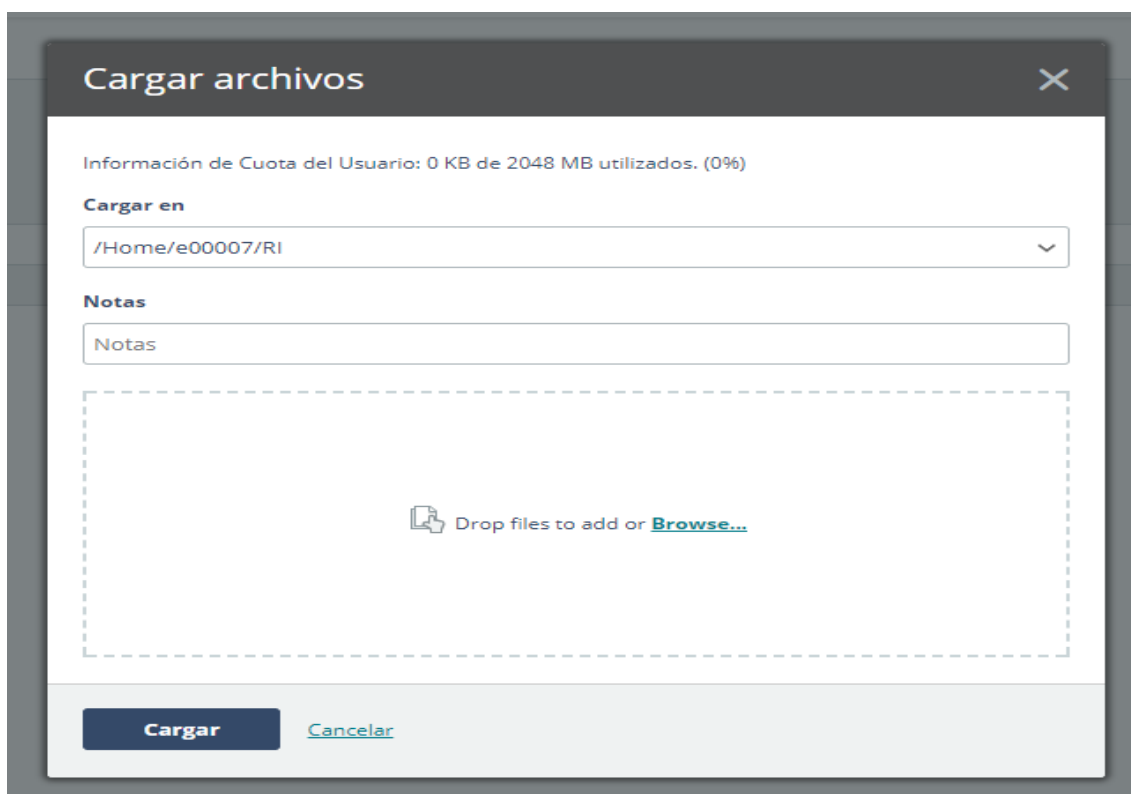 Cargar archivos
Información de Cuota del Usuario: 0 KB de 2048 MB utilizados. (0%)
Cargar en
/Home/e00007/RI
Notas
Notas
Drop files to add or Browse...
Cargar Cancelar